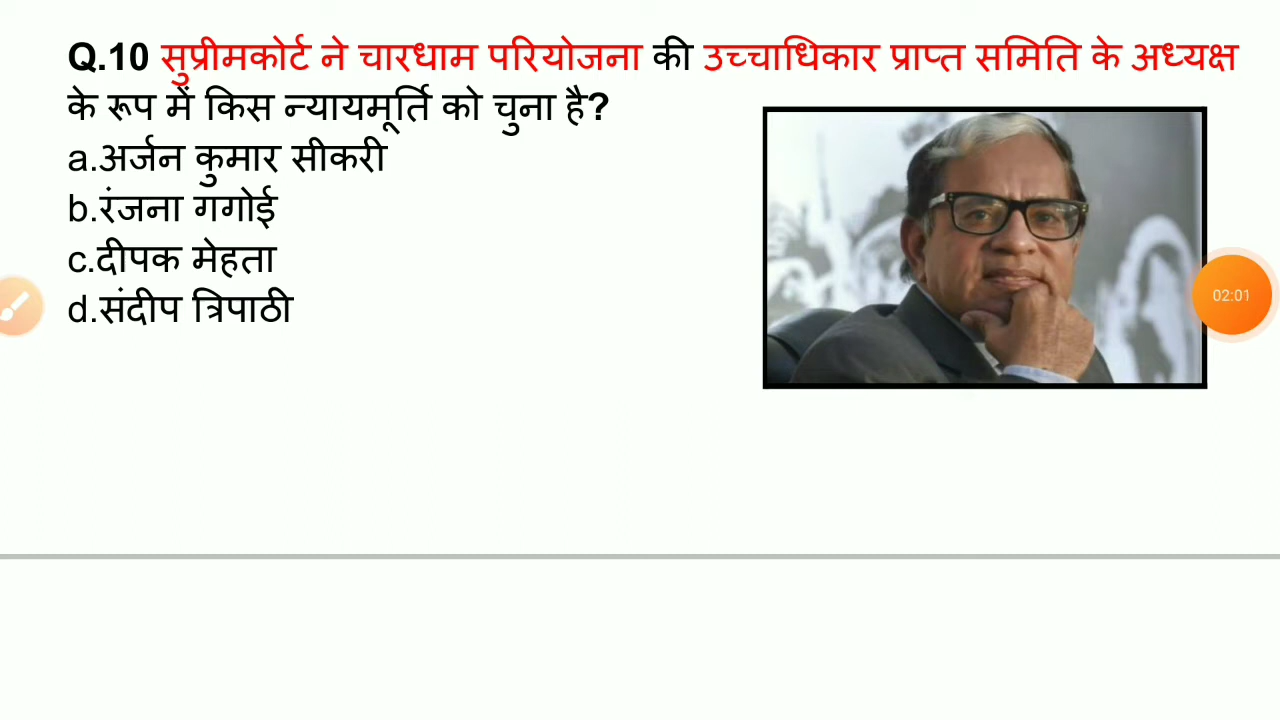 Q.10 सुप्रीमकोर्ट ने चारधाम परियोजना की उच्चाधिकार प्राप्त समिति के अध्यक्ष
के रूप में किस न्यायमूर्ति को चुना है?
a.अर्जन कुमार सीकरी
b.रंजना गगोई
c.दीपक मेहता
d.संदीप त्रिपाठी
02:01